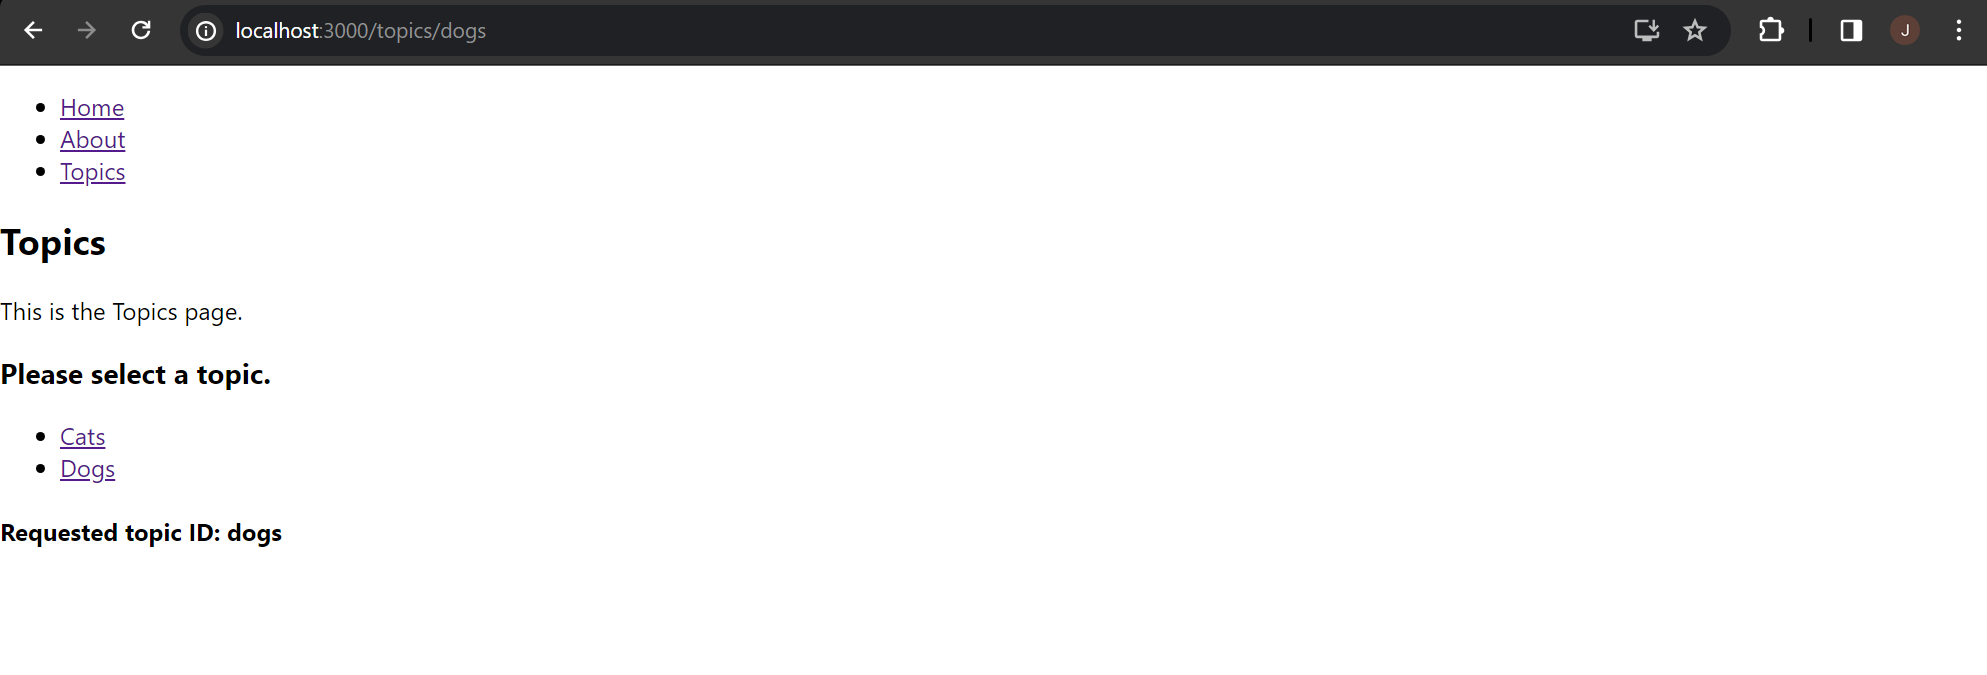 localhost:3000/topics/dogs
J
Home
About
Topics
Topics
This is the Topics page.
Please select a topic.
Cats
Dogs
Requested topic ID: dogs